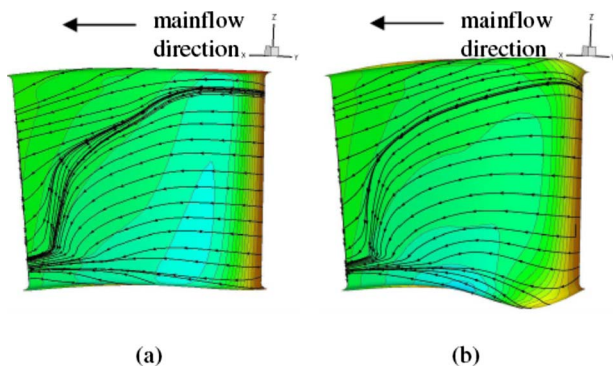 mainflow
direction
Z
X
Y
mainflow
direction
Z
X
Y
(a)
(b)